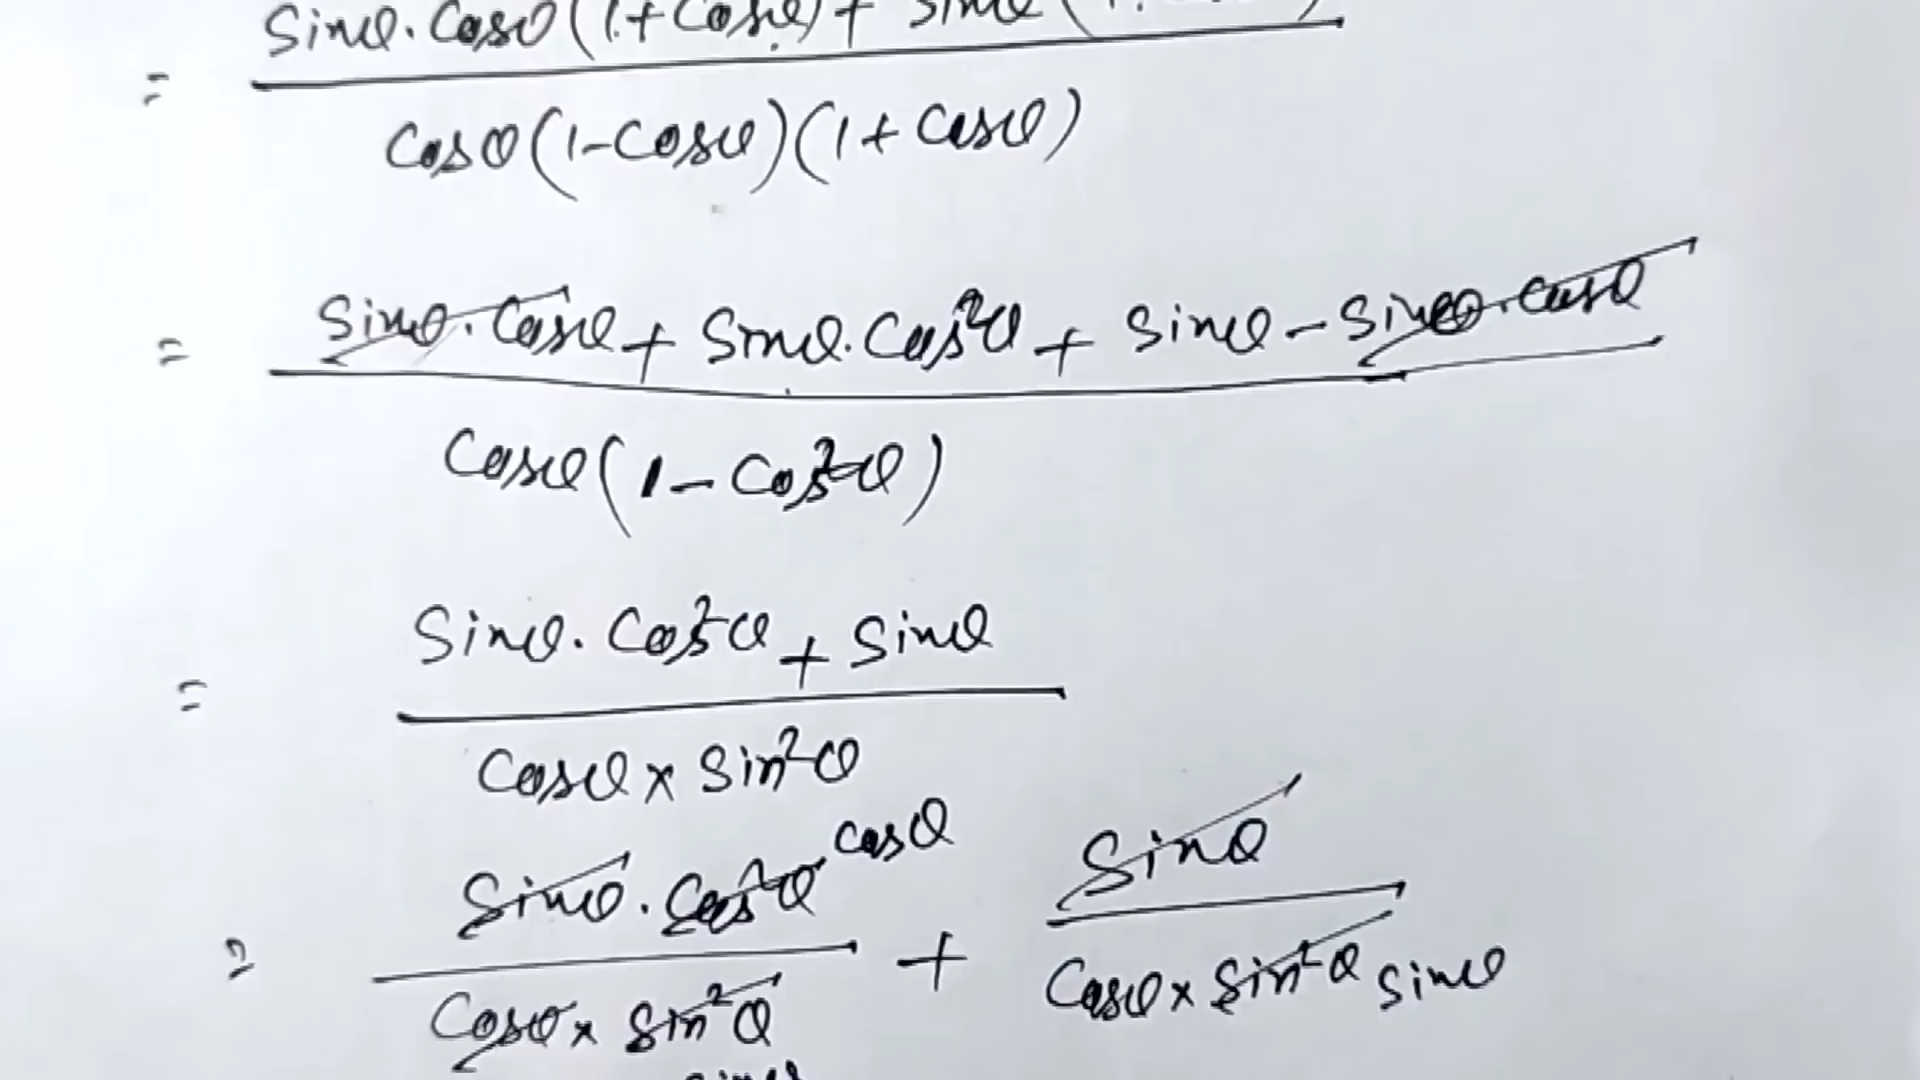 = Sinθ.Cosθ(1+Cosθ)+ Sinθ(
Cosθ(1-Cosθ)(1+Cosθ)
= Sinθ.Cosθ + Sinθ.Cos²θ + Sinθ - Sinθ.Cosθ
Cosθ(1-Cos²θ)
= Sinθ.Cos²θ + Sinθ
Cosθ x Sin²θ
= Sinθ.Cos²θ Cosθ + Sinθ
Cosθ x Sin²θ Cosθ x Sin²θ Sinθ